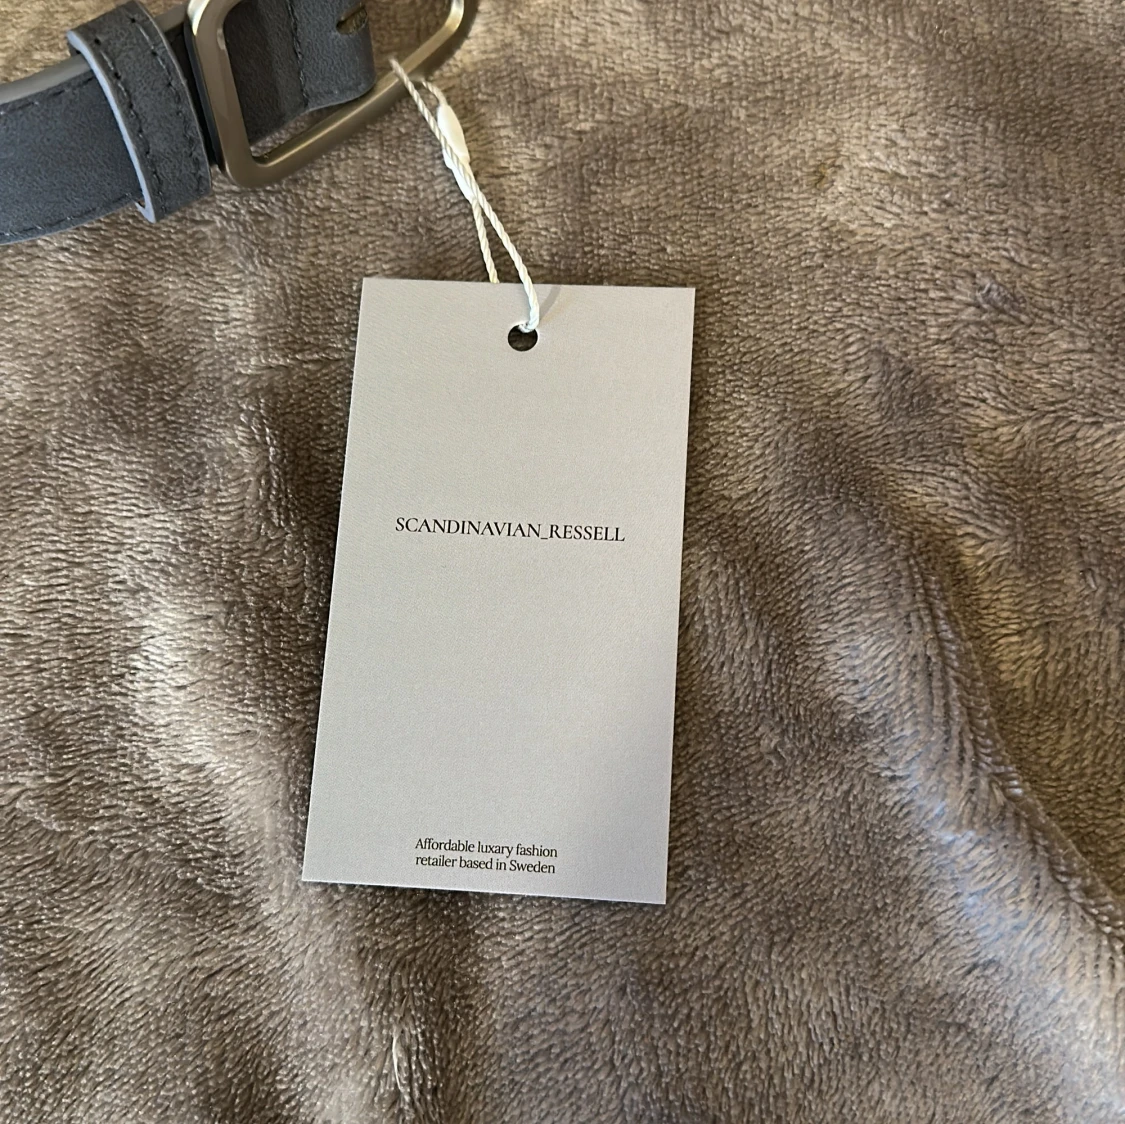 SCANDINAVIAN_RESSELL
Affordable luxary fashion
retailer based in Sweden